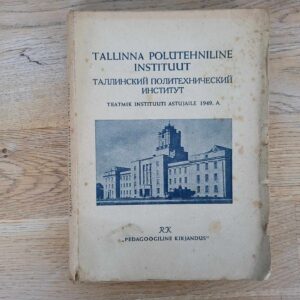 TALLINNA POLÜTEHNILINE
INSTITUUT
ТАЛЛИНСКИЙ ПОЛИТЕХНИЧЕСКИЙ
ИНСТИТУТ
TEATMIK INSTITUUTI ASTUJAILE 1949. A.
RK
„PEDAGOOGILINE KIRJANDUS"